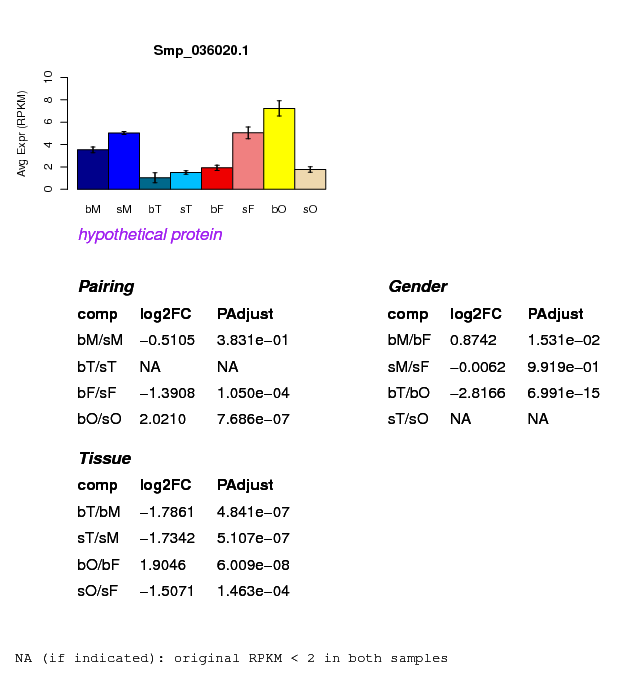 Smp_036020.1
Avg Expr (RPKM)
0 2 4 6 8 10
bM sM bT sT bF sF bO sO
hypothetical protein
Pairing
comp log2FC PAdjust
bM/sM −0.5105 3.831e−01
bT/sT NA NA
bF/sF −1.3908 1.050e−04
bO/sO 2.0210 7.686e−07
Gender
comp log2FC PAdjust
bM/bF 0.8742 1.531e−02
sM/sF −0.0062 9.919e−01
bT/bO −2.8166 6.991e−15
sT/sO NA NA
Tissue
comp log2FC PAdjust
bT/bM −1.7861 4.841e−07
sT/sM −1.7342 5.107e−07
bO/bF 1.9046 6.009e−08
sO/sF −1.5071 1.463e−04
NA (if indicated): original RPKM < 2 in both samples